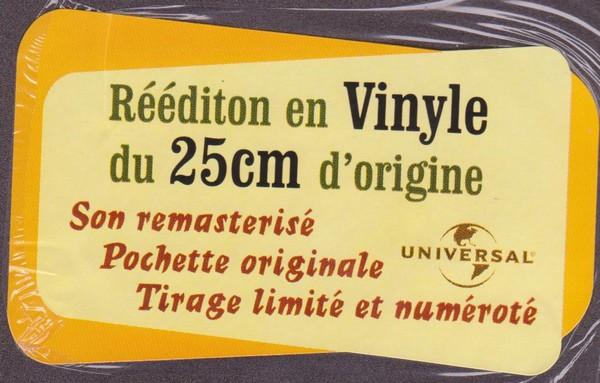 Rééditon en Vinyle
du 25cm d'origine
Son remasterisé
Pochette originale
UNIVERSAL
Tirage limité et numéroté